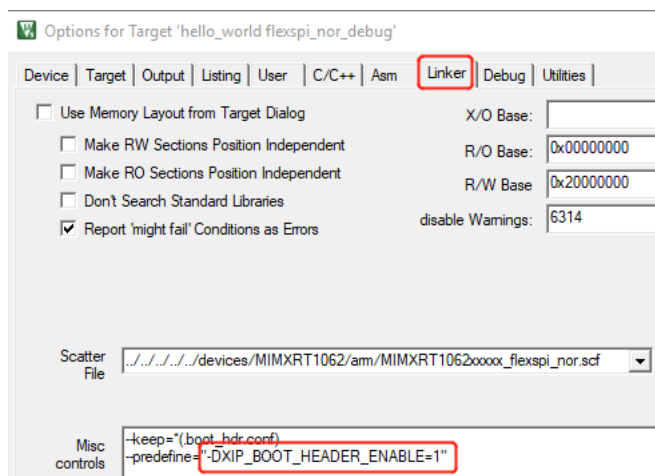 Options for Target 'hello_world flexspi_nor_debug'
Device | Target | Output | Listing | User | C/C++ | Asm | Linker | Debug | Utilities
Use Memory Layout from Target Dialog
X/O Base:
Make RW Sections Position Independent
R/O Base: 0x00000000
Make RO Sections Position Independent
R/W Base 0x20000000
Don't Search Standard Libraries
disable Warnings: 6314
Report 'might fail' Conditions as Errors
Scatter File
../../../../../devices/MIMXRT1062/arm/MIMXRT1062xxxxx_flexspi_nor.scf
Misc controls
--keep=*(.boot_hdr.conf)
--predefine="-DXIP_BOOT_HEADER_ENABLE=1"